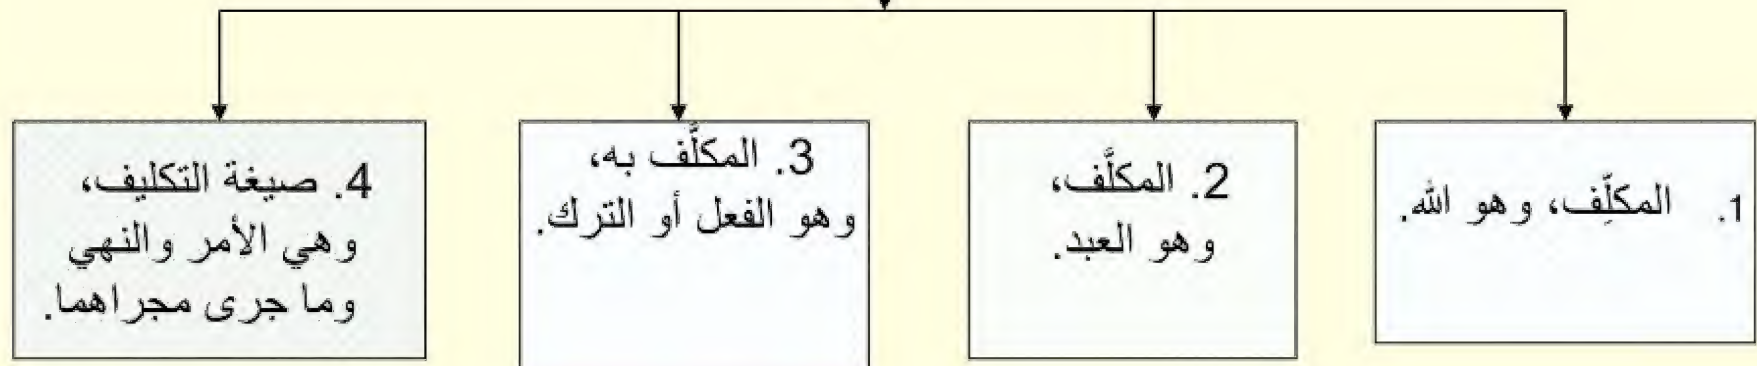 1. المكلِّف، وهو الله.
2. المكلَّف،
وهو العبد.
3. المكلَّف به،
وهو الفعل أو الترك.
4. صيغة التكليف،
وهي الأمر والنهي
وما جرى مجراهما.